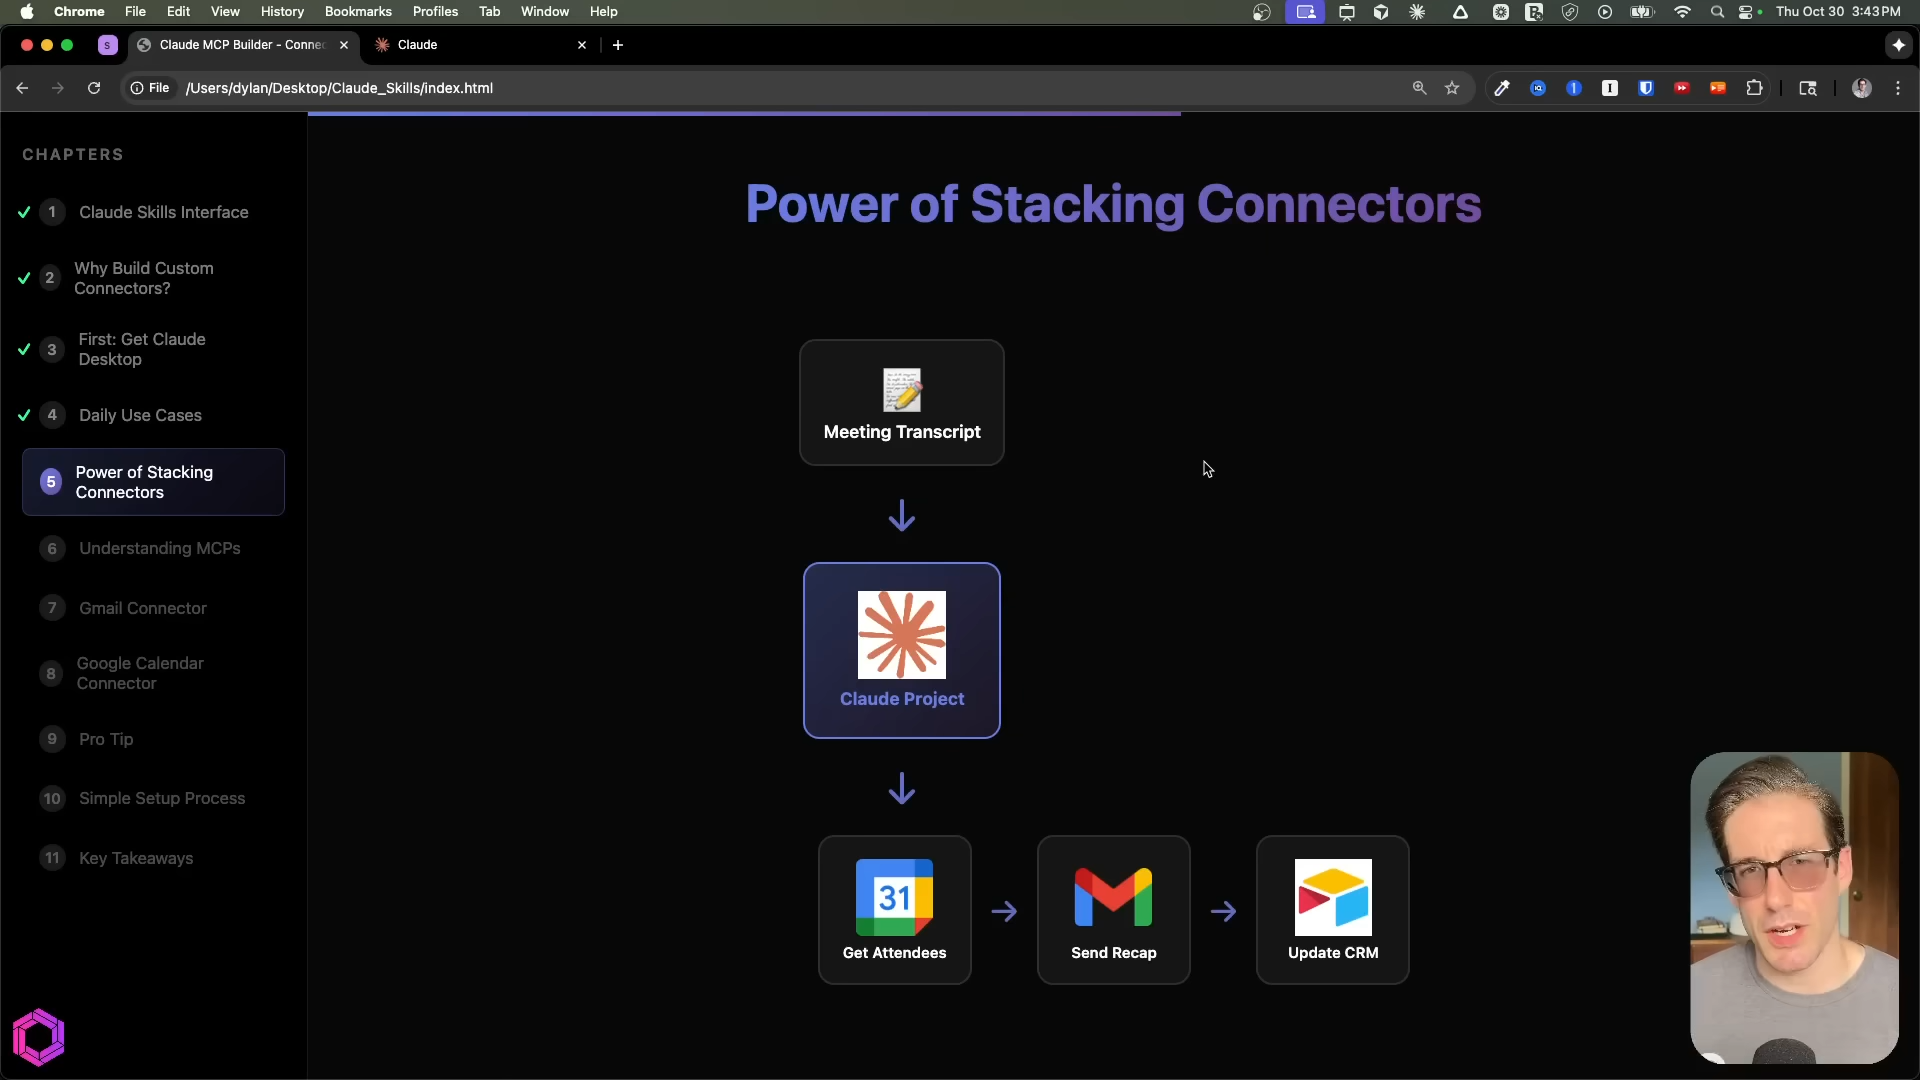 Chrome File Edit View History Bookmarks Profiles Tab Window Help Thu Oct 30 3:43 PM
S Claude MCP Builder - Connec Claude
File /Users/dylan/Desktop/Claude_Skills/index.html
CHAPTERS
1 Claude Skills Interface
2 Why Build Custom
Connectors?
3 First: Get Claude
Desktop
4 Daily Use Cases
5 Power of Stacking
Connectors
6 Understanding MCPs
7 Gmail Connector
8 Google Calendar
Connector
9 Pro Tip
10 Simple Setup Process
11 Key Takeaways
Power of Stacking Connectors
Meeting Transcript
Claude Project
31
Get Attendees
Send Recap
Update CRM